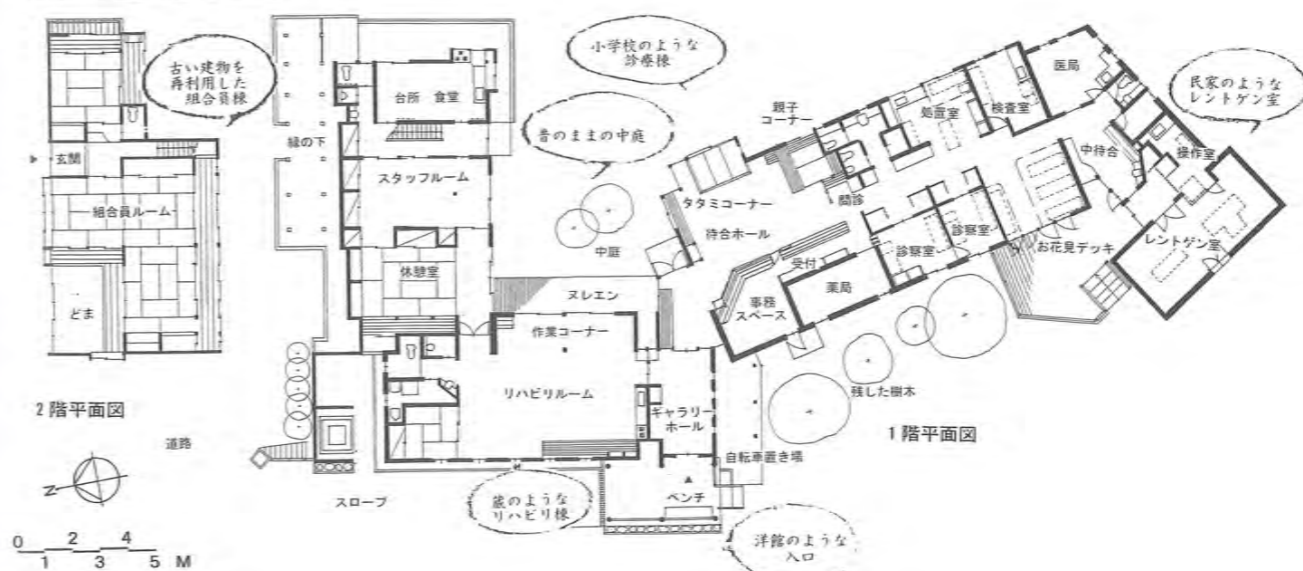 古い建物を
再利用した
組合員棟
玄関
組合員ルーム
どま
2階平面図
道路
N
0 2 4
1 3 5 M
縁の下
台所 食堂
スタッフルーム
休憩室
ヌレエン
作業コーナー
リハビリルーム
スロープ
蔵のような
リハビリ棟
ギャラリー
ホール
ベンチ
自転車置き場
洋館のような
入口
小学校のような
診療棟
昔のままの中庭
中庭
親子
コーナー
タタミコーナー
待合ホール
問診
受付
事務
スペース
薬局
診察室
診察室
処置室
検査室
医局
中待合
操作室
レントゲン室
お花見デッキ
民家のような
レントゲン室
残した樹木
1階平面図